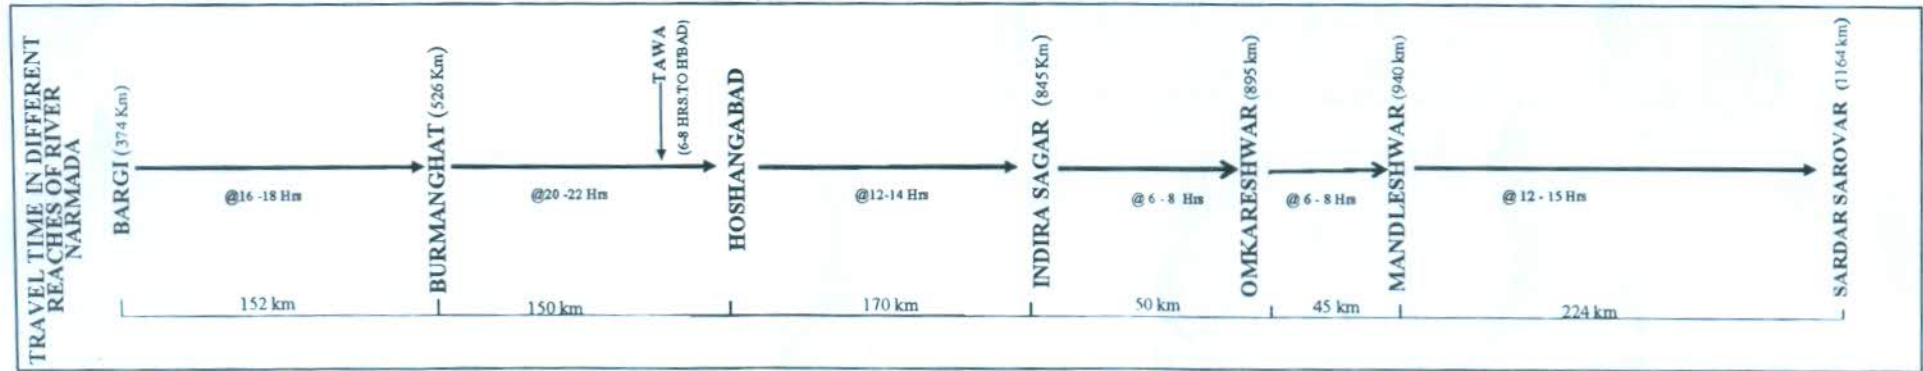 TRAVEL TIME IN DIFFERENT
REACHES OF RIVER
NARMADA
BARGI (374 Km)
@16 -18 Hrs
BURMANGHAT (526 Km)
@20 -22 Hrs
TAWA
(6-8 HRS.TO H'BAD)
HOSHANGABAD
@12-14 Hrs
INDIRA SAGAR (845 Km)
@ 6 - 8 Hrs
OMKARESHWAR (895 km)
@ 6 - 8 Hrs
MANDLESHWAR (940 km)
@ 12 - 15 Hrs
SARDAR SAROVAR (1164 km)
152 km
150 km
170 km
50 km
45 km
224 km